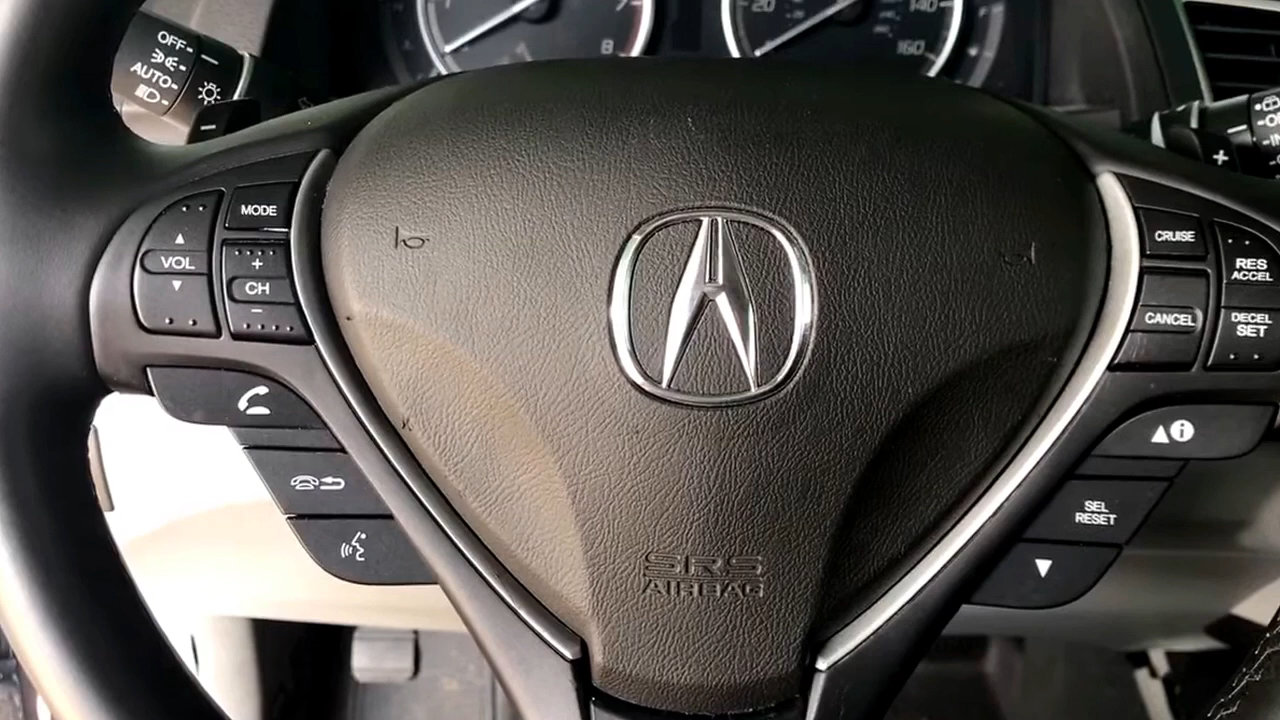 7
8
20
140
160
OFF
AUTO
MODE
VOL
+
CH
-
CRUISE
RES
ACCEL
CANCEL
DECEL
SET
SEL
RESET
SRS
AIRBAG
+